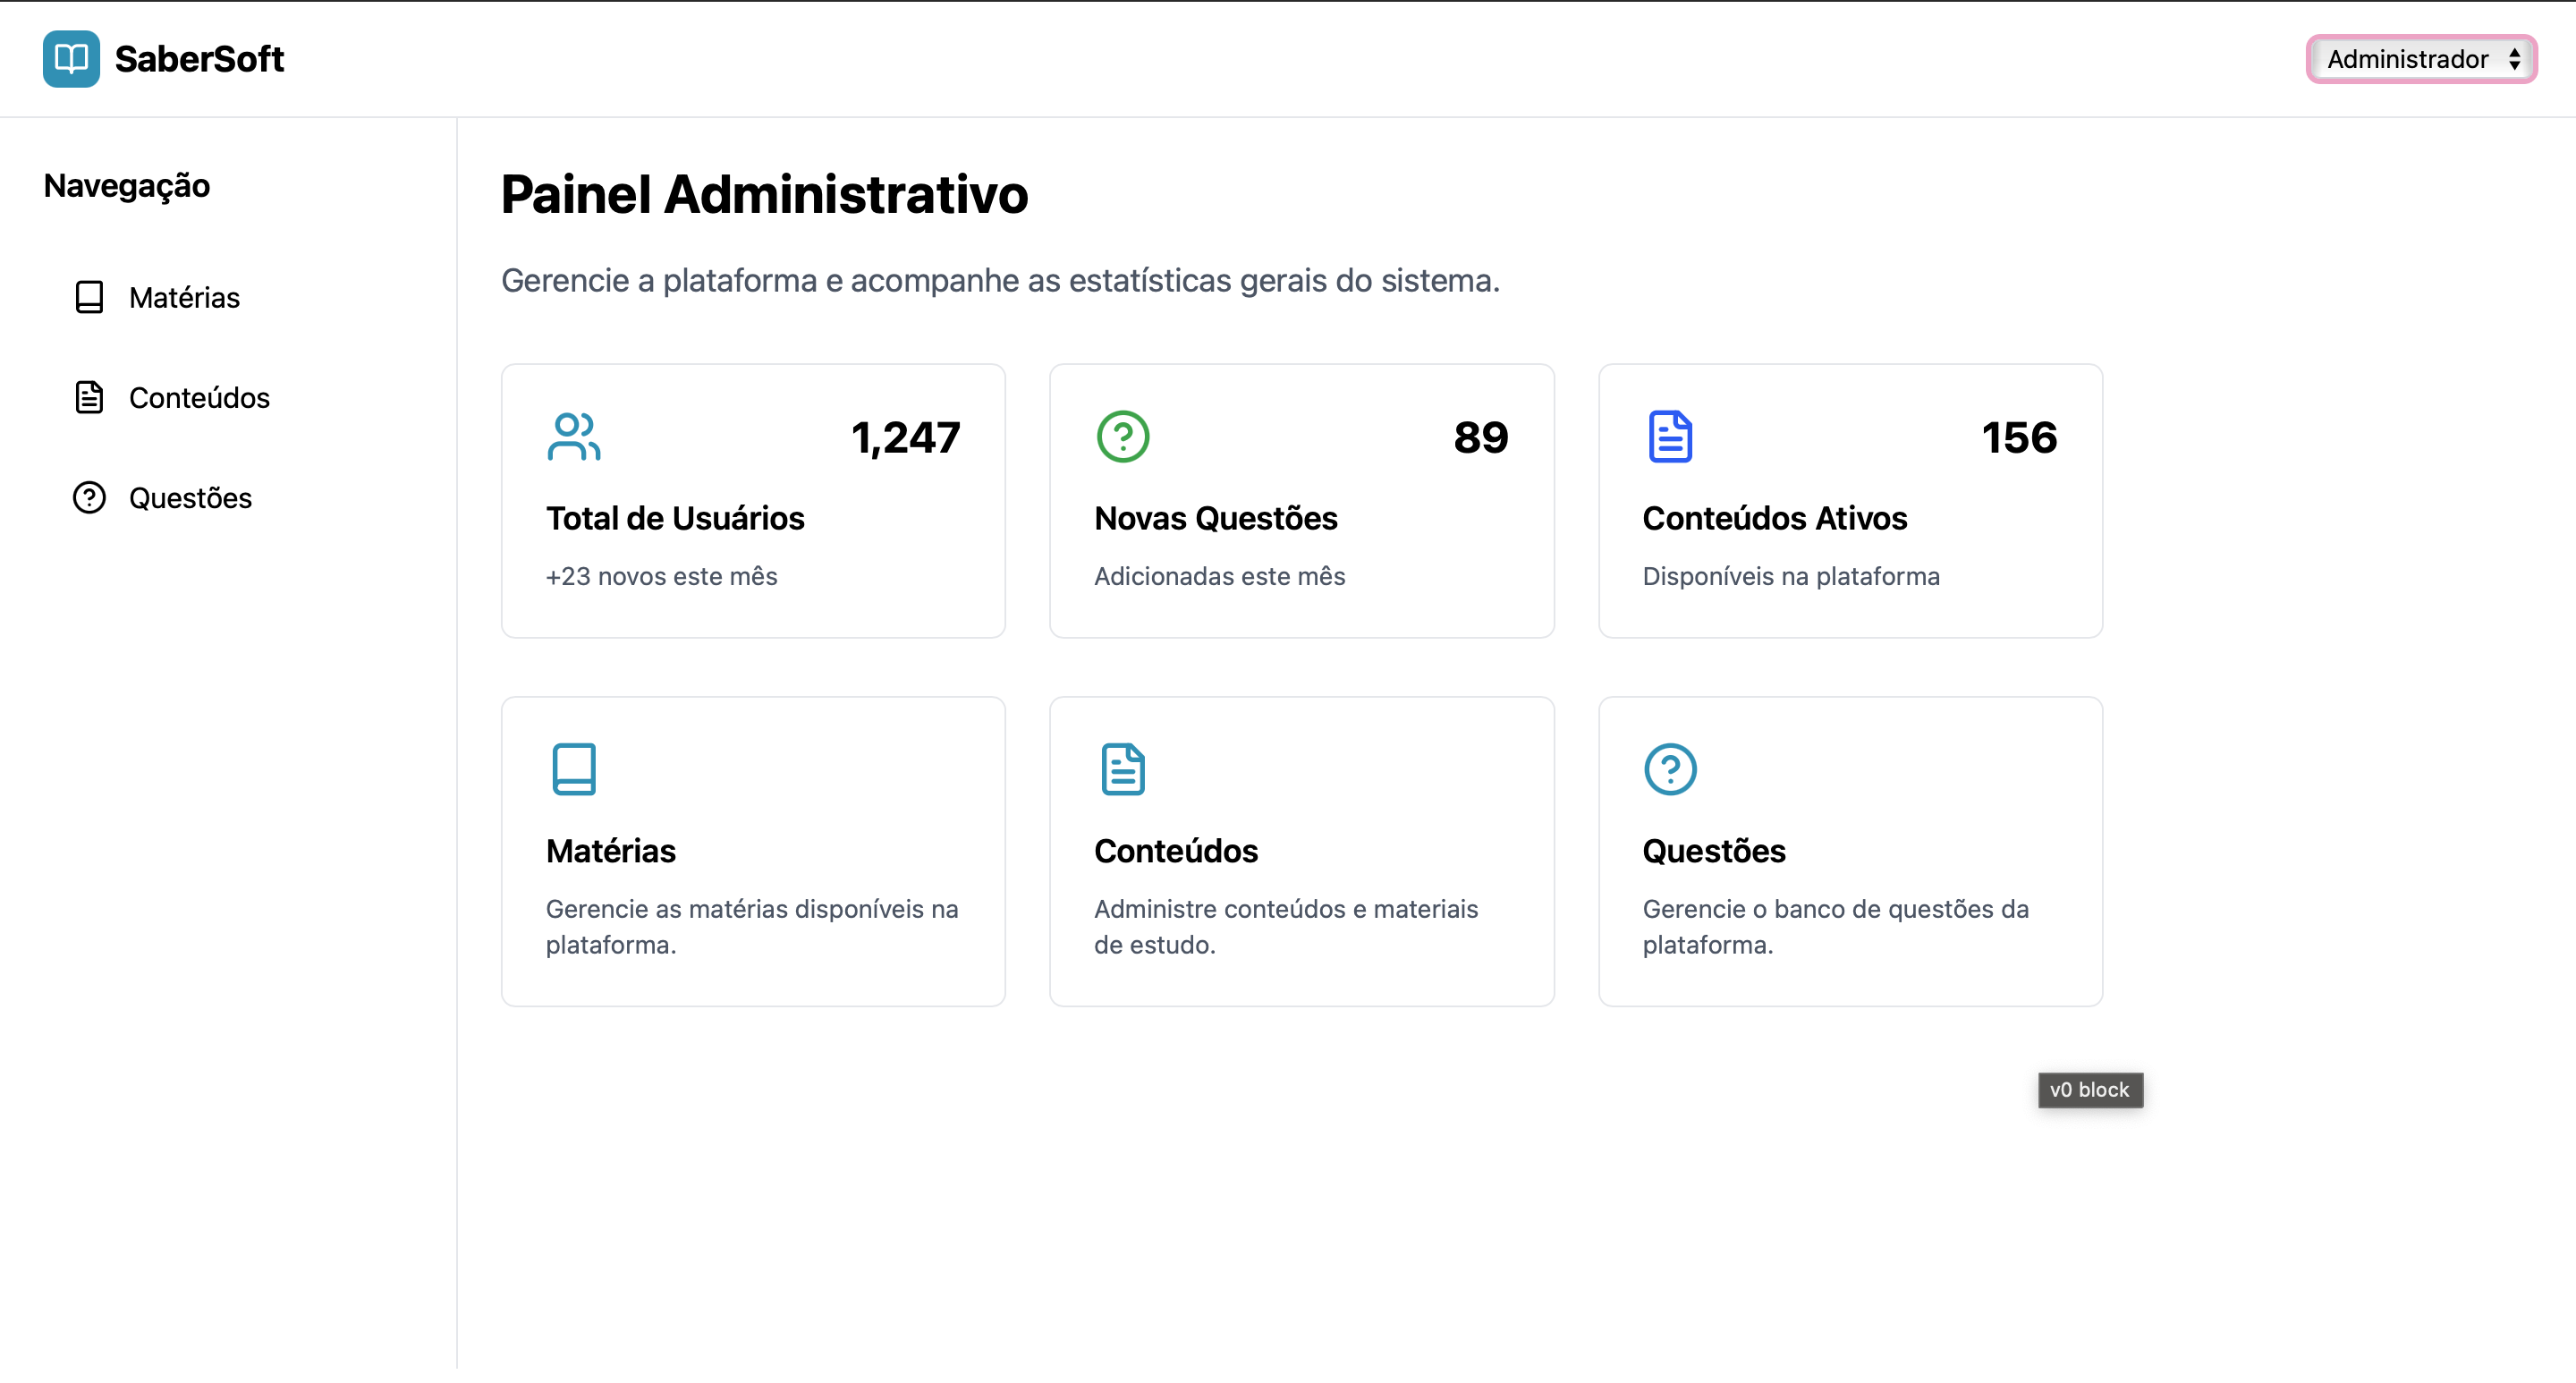 SaberSoft
Administrador
Navegação
Matérias
Conteúdos
Questões
Painel Administrativo
Gerencie a plataforma e acompanhe as estatísticas gerais do sistema.
1,247
Total de Usuários
+23 novos este mês
89
Novas Questões
Adicionadas este mês
156
Conteúdos Ativos
Disponíveis na plataforma
Matérias
Gerencie as matérias disponíveis na
plataforma.
Conteúdos
Administre conteúdos e materiais
de estudo.
Questões
Gerencie o banco de questões da
plataforma.
v0 block